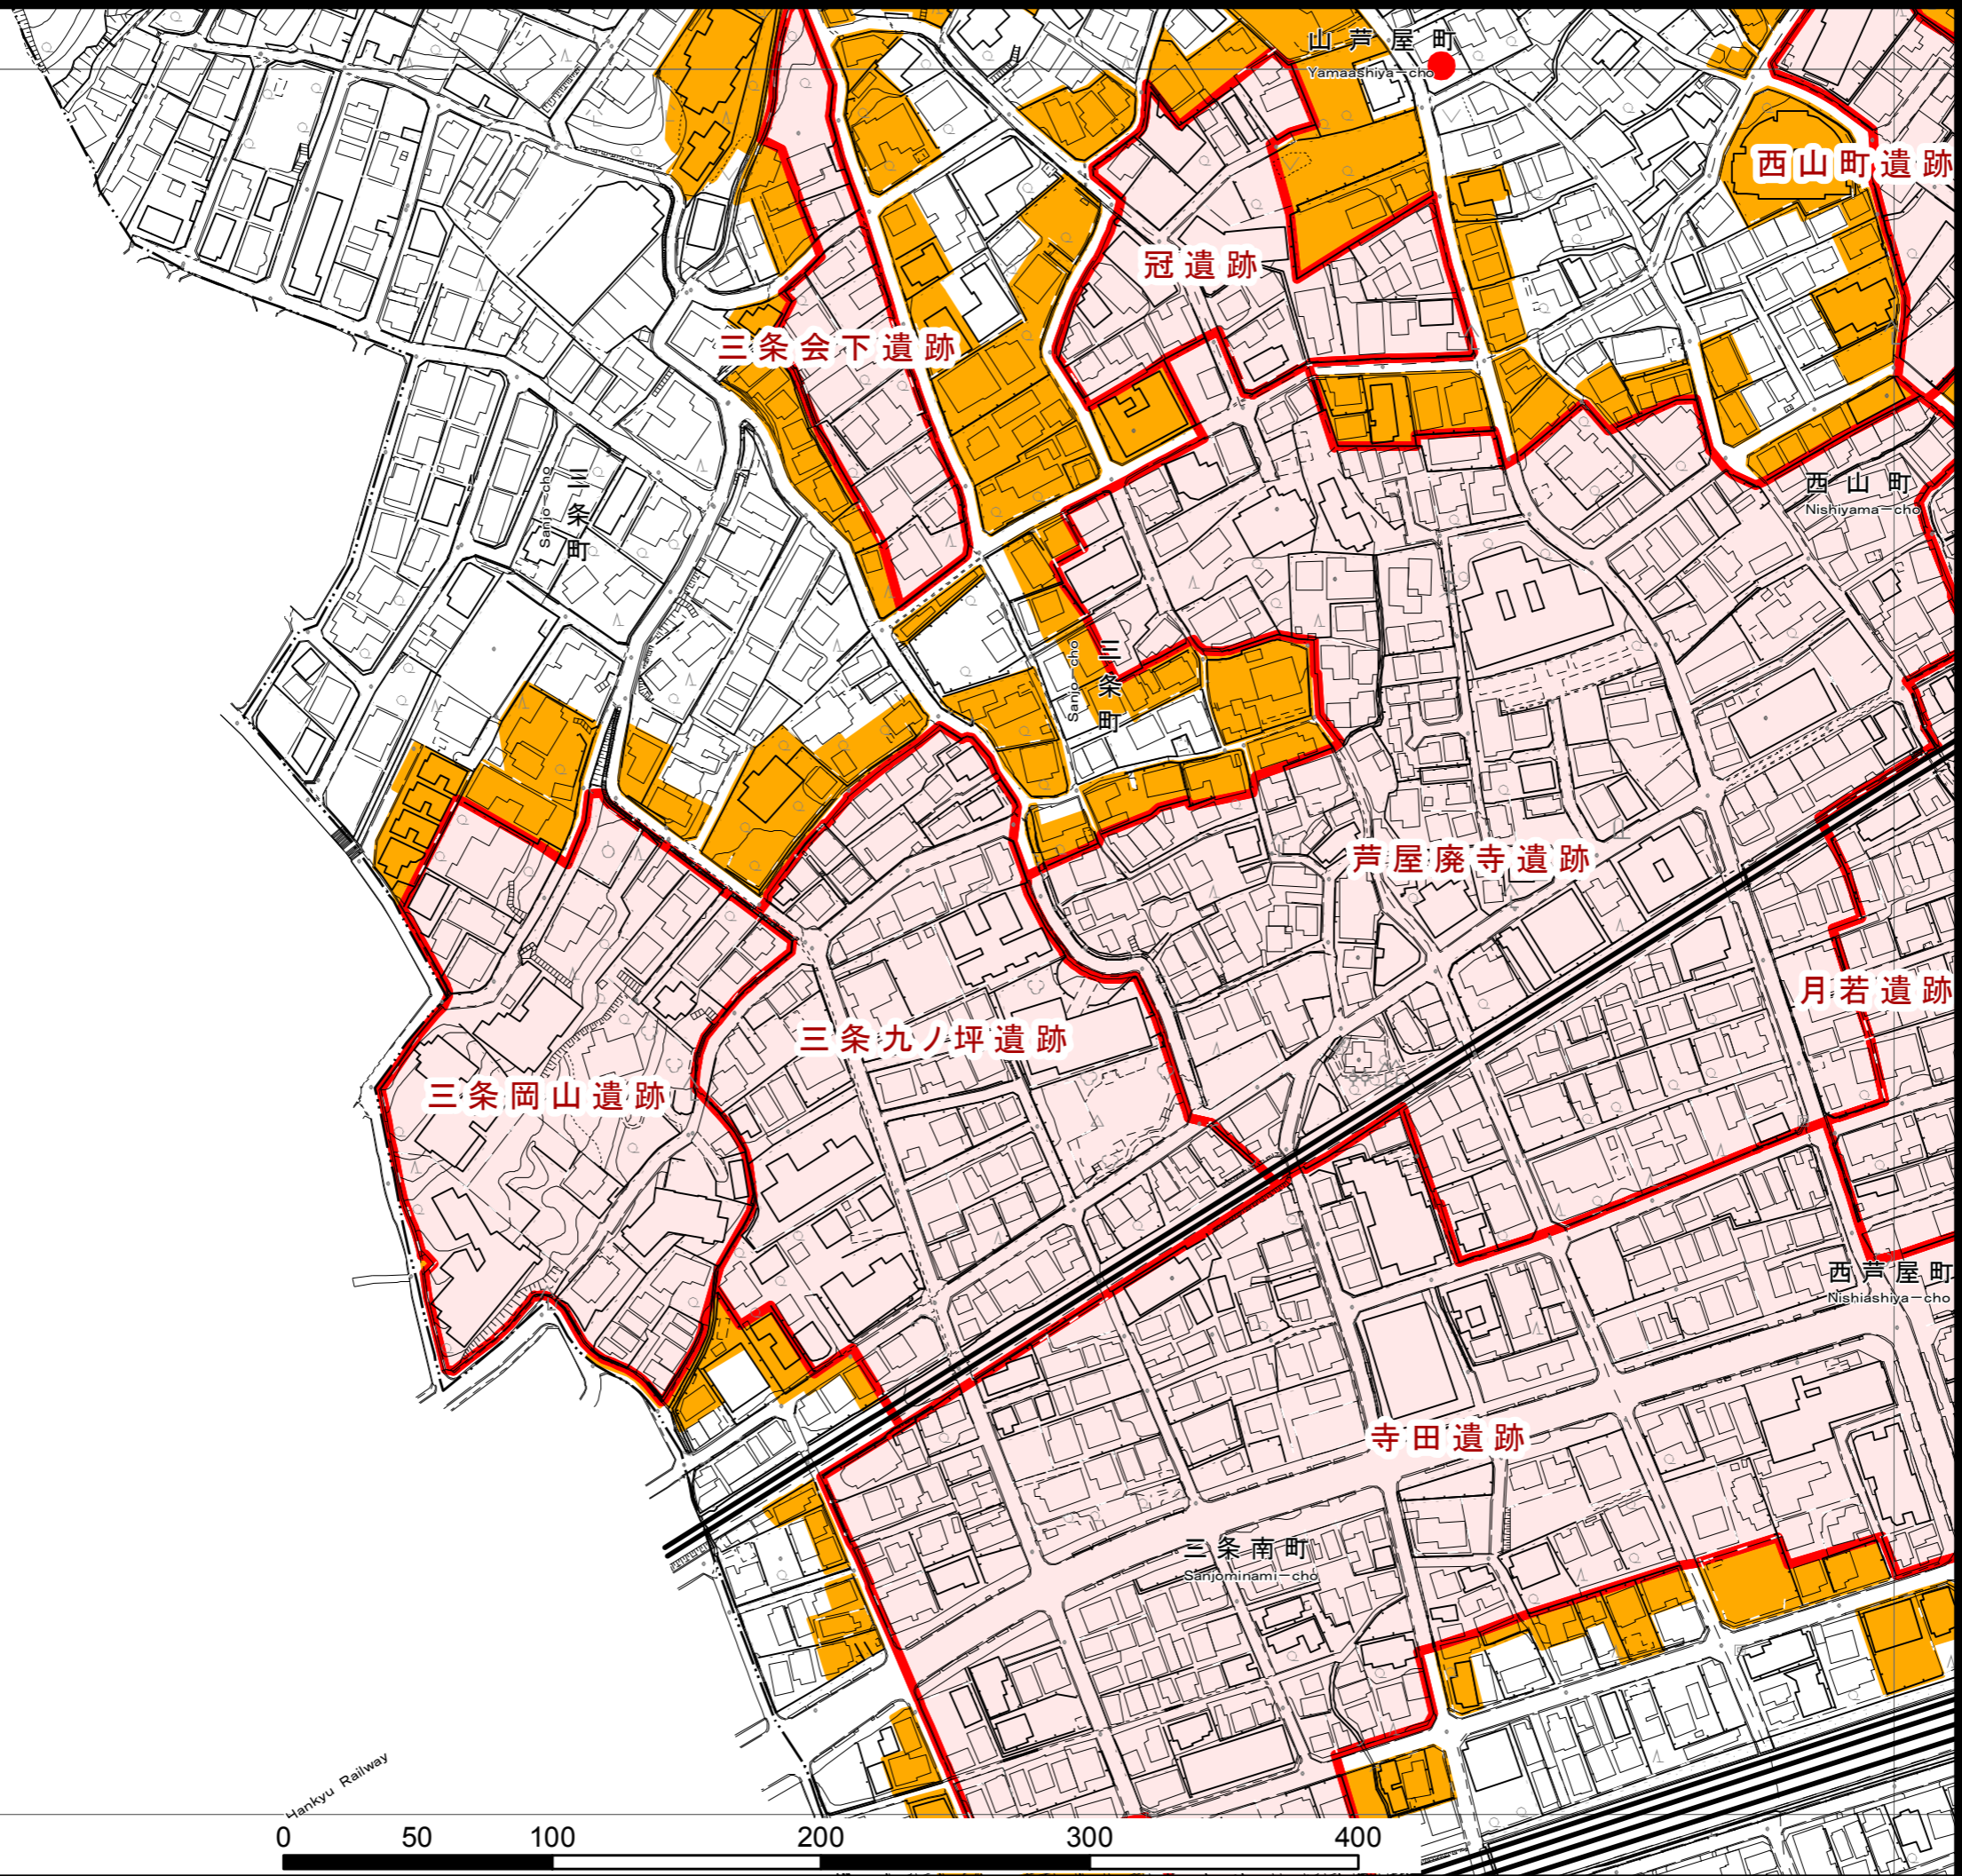 山芦屋町
Yamaashiya-cho
西山町遺跡
冠遺跡
三条会下遺跡
三条町
Sanjo-cho
西山町
Nishiyama-cho
三条町
Sanjo-cho
芦屋廃寺遺跡
月若遺跡
三条九ノ坪遺跡
三条岡山遺跡
西芦屋町
Nishiashiya-cho
寺田遺跡
三条南町
Sanjominami-cho
Hankyu Railway
0 50 100 200 300 400